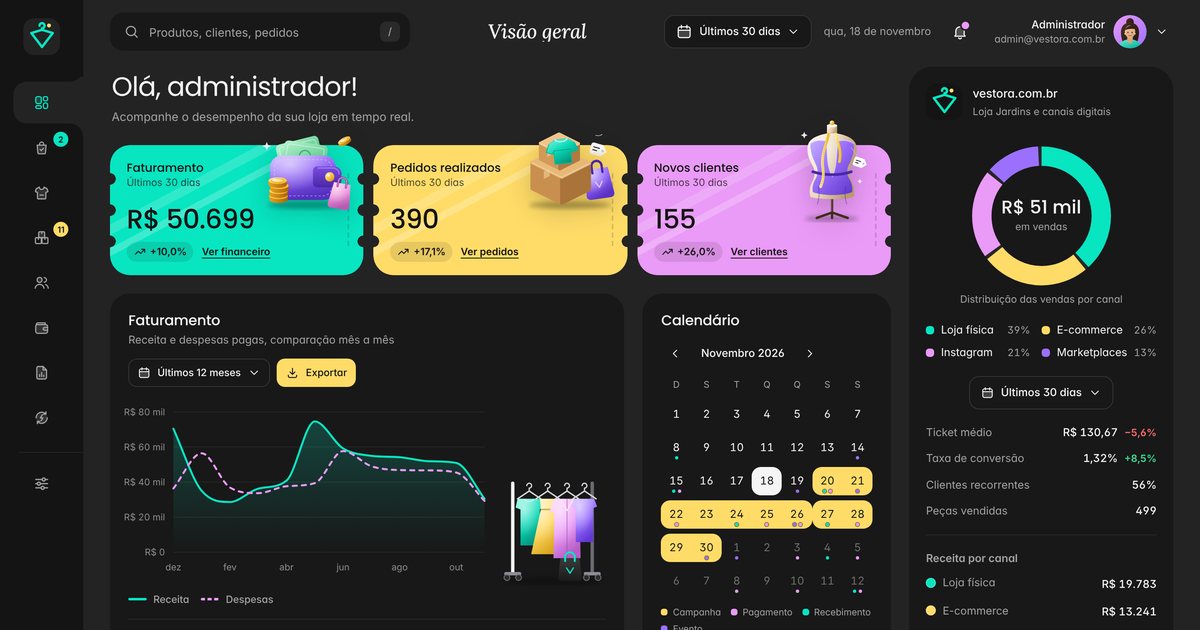 Produtos, clientes, pedidos
/
Visão geral
Últimos 30 dias
qua, 18 de novembro
Administrador
admin@vestora.com.br
2
11
Olá, administrador!
Acompanhe o desempenho da sua loja em tempo real.
Faturamento
Últimos 30 dias
R$ 50.699
+10,0%
Ver financeiro
Pedidos realizados
Últimos 30 dias
390
+17,1%
Ver pedidos
Novos clientes
Últimos 30 dias
155
+26,0%
Ver clientes
Faturamento
Receita e despesas pagas, comparação mês a mês
Últimos 12 meses
Exportar
R$ 80 mil
R$ 60 mil
R$ 40 mil
R$ 20 mil
R$ 0
dez fev abr jun ago out
Receita Despesas
Calendário
Novembro 2026
D S T Q Q S S
1 2 3 4 5 6 7
8 9 10 11 12 13 14
15 16 17 18 19 20 21
22 23 24 25 26 27 28
29 30 1 2 3 4 5
6 7 8 9 10 11 12
Campanha Pagamento Recebimento
Evento
vestora.com.br
Loja Jardins e canais digitais
R$ 51 mil
em vendas
Distribuição das vendas por canal
Loja física 39% E-commerce 26%
Instagram 21% Marketplaces 13%
Últimos 30 dias
Ticket médio R$ 130,67 −5,6%
Taxa de conversão 1,32% +8,5%
Clientes recorrentes 56%
Peças vendidas 499
Receita por canal
Loja física R$ 19.783
E-commerce R$ 13.241